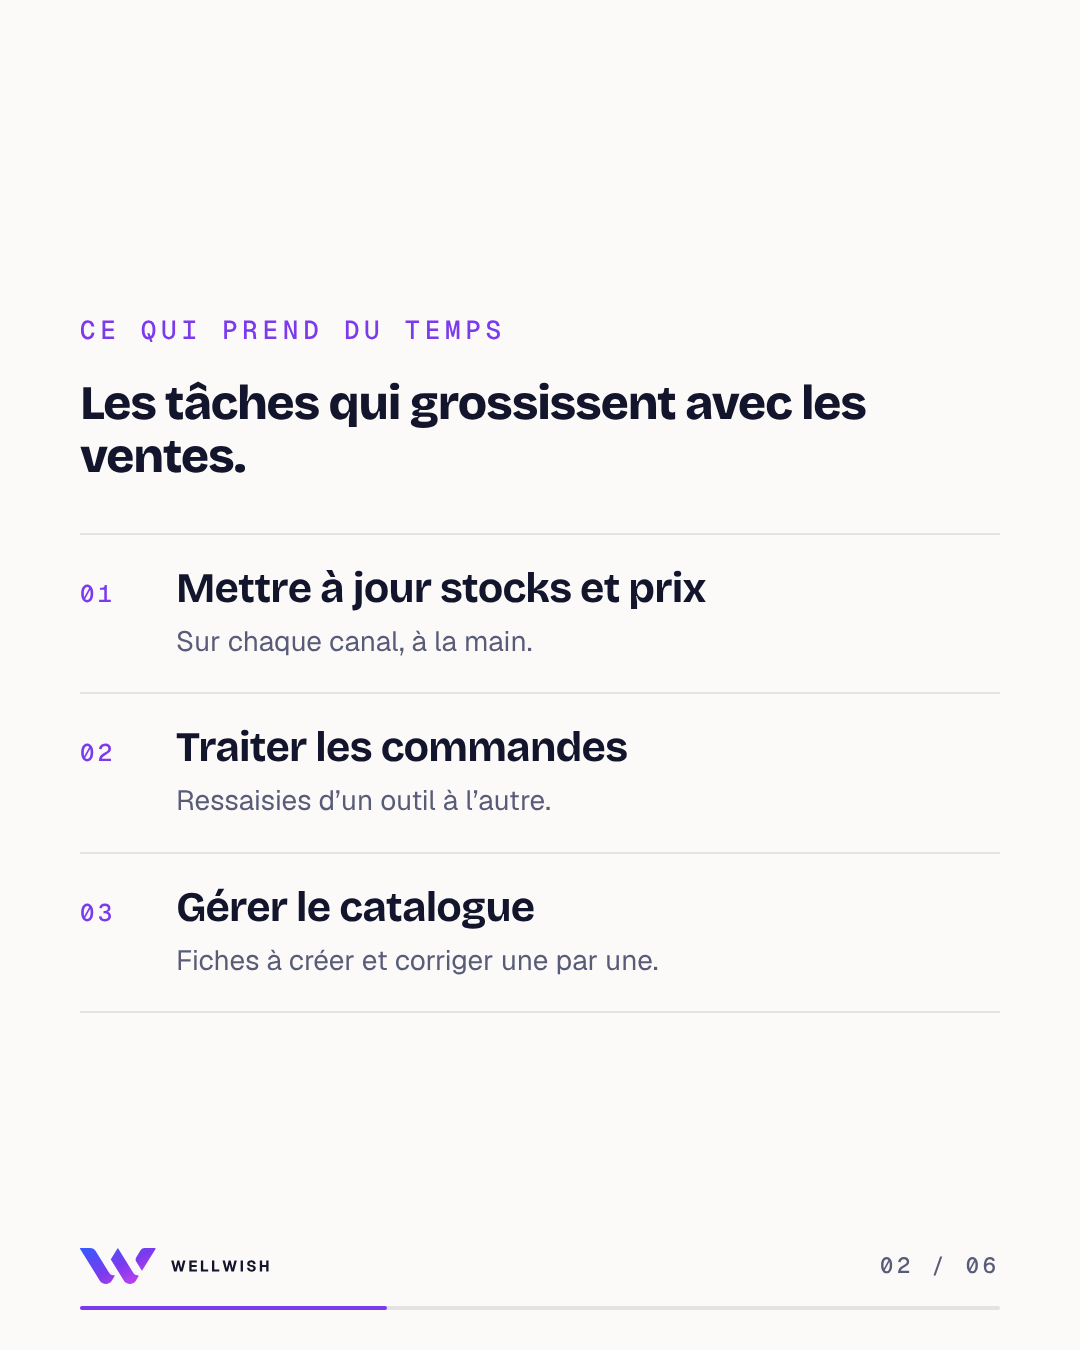 CE QUI PREND DU TEMPS
Les tâches qui grossissent avec les
ventes.
01
Mettre à jour stocks et prix
Sur chaque canal, à la main.
02
Traiter les commandes
Ressaisies d’un outil à l’autre.
03
Gérer le catalogue
Fiches à créer et corriger une par une.
WELLWISH
02 / 06